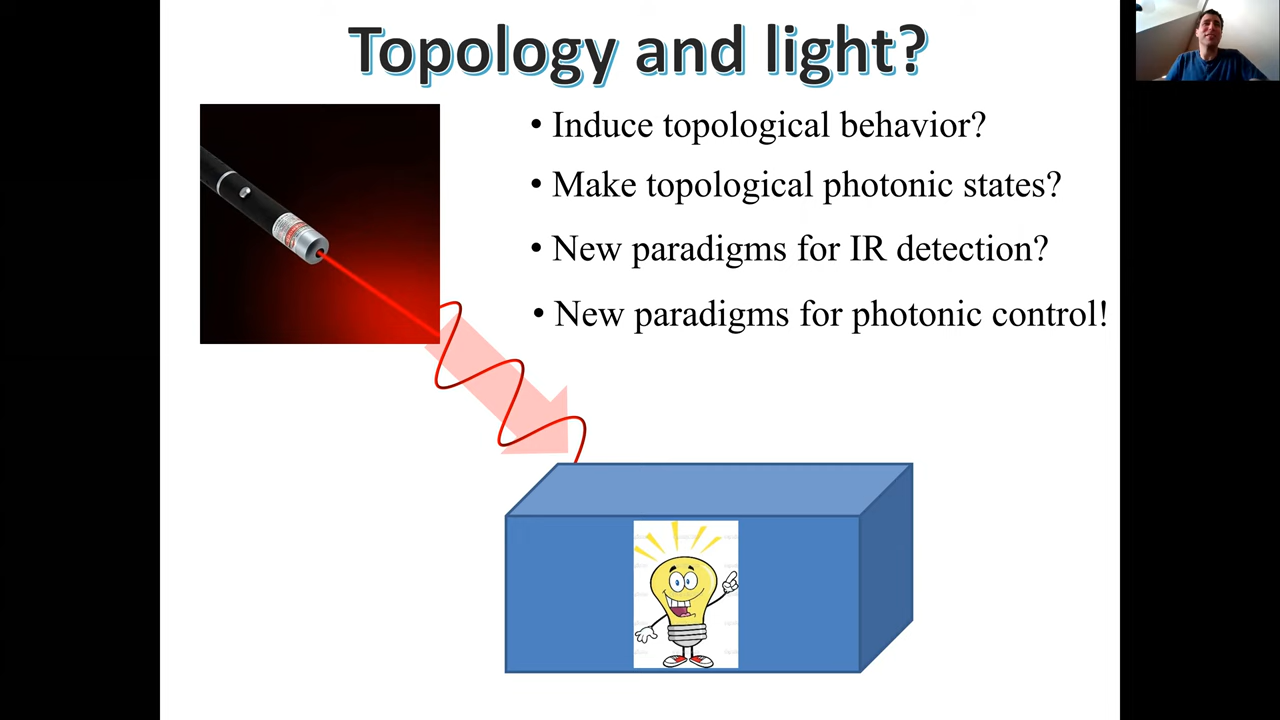 Topology and light?
• Induce topological behavior?
• Make topological photonic states?
• New paradigms for IR detection?
• New paradigms for photonic control!